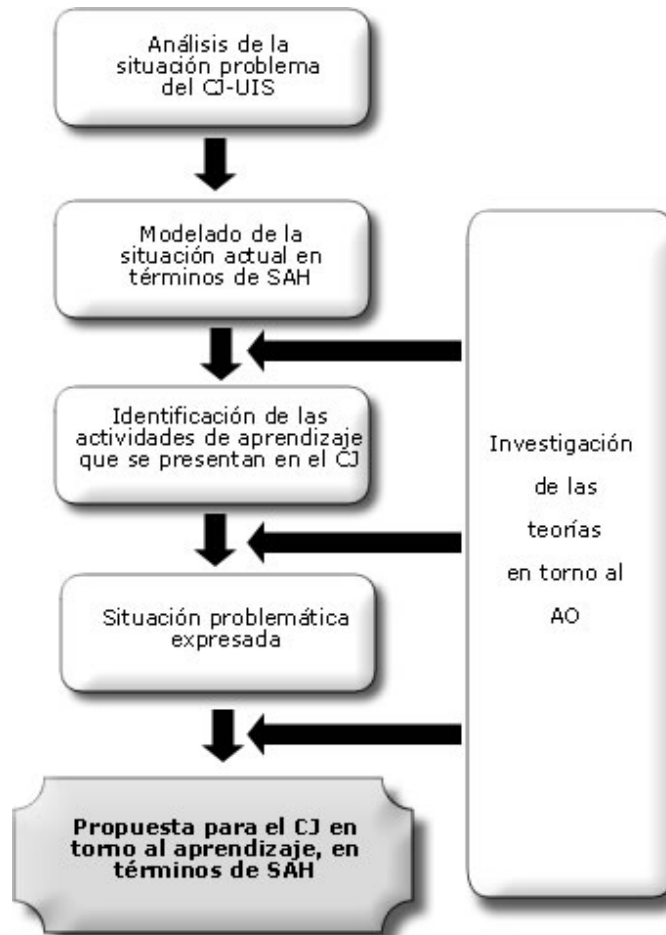 Análisis de la
situación problema
del CJ-UIS
Modelado de la
situación actual en
términos de SAH
Identificación de las
actividades de aprendizaje
que se presentan en el CJ
Situación problemática
expresada
Propuesta para el CJ en
torno al aprendizaje, en
términos de SAH
Investigación
de las
teorías
en torno al
AO